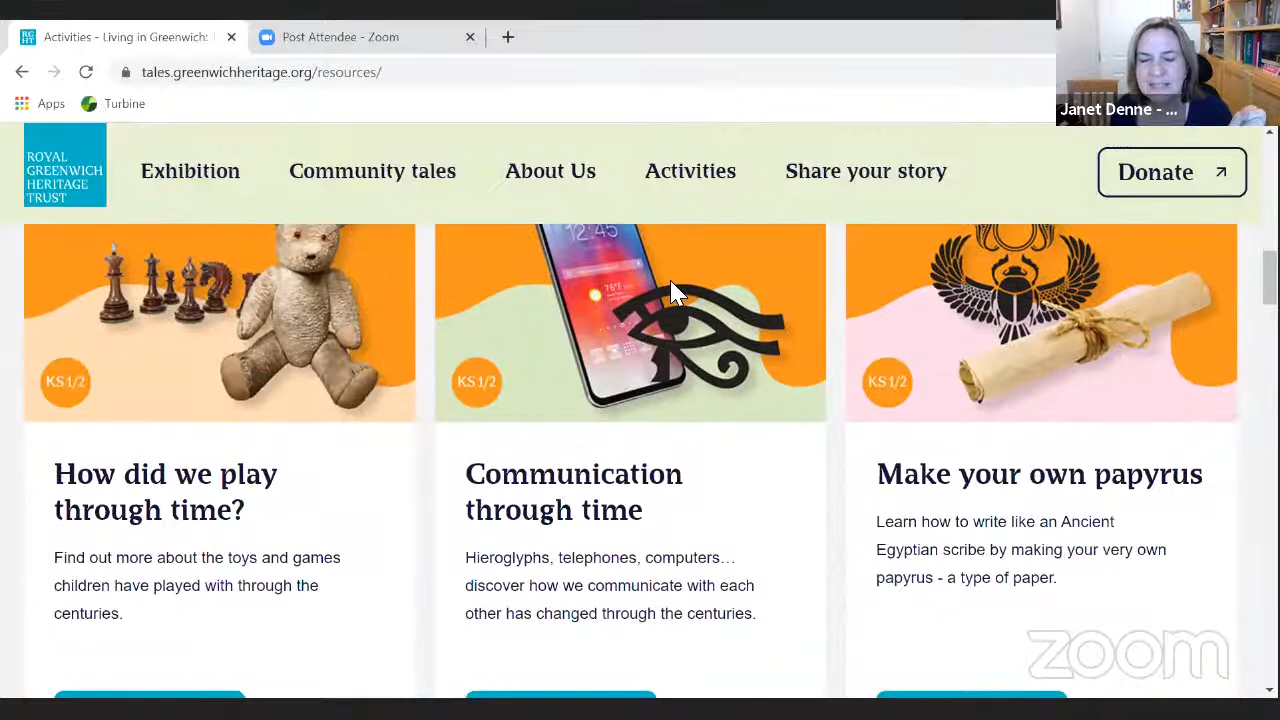 Activities - Living in Greenwich:
Post Attendee - Zoom
tales.greenwichheritage.org/resources/
Apps
Turbine
Janet Denne - ...
ROYAL
GREENWICH
HERITAGE
TRUST
Exhibition
Community tales
About Us
Activities
Share your story
Donate
12:45
76°F
KS 1/2
KS 1/2
KS 1/2
How did we play
through time?
Find out more about the toys and games
children have played with through the
centuries.
Communication
through time
Hieroglyphs, telephones, computers…
discover how we communicate with each
other has changed through the centuries.
Make your own papyrus
Learn how to write like an Ancient
Egyptian scribe by making your very own
papyrus - a type of paper.
zoom